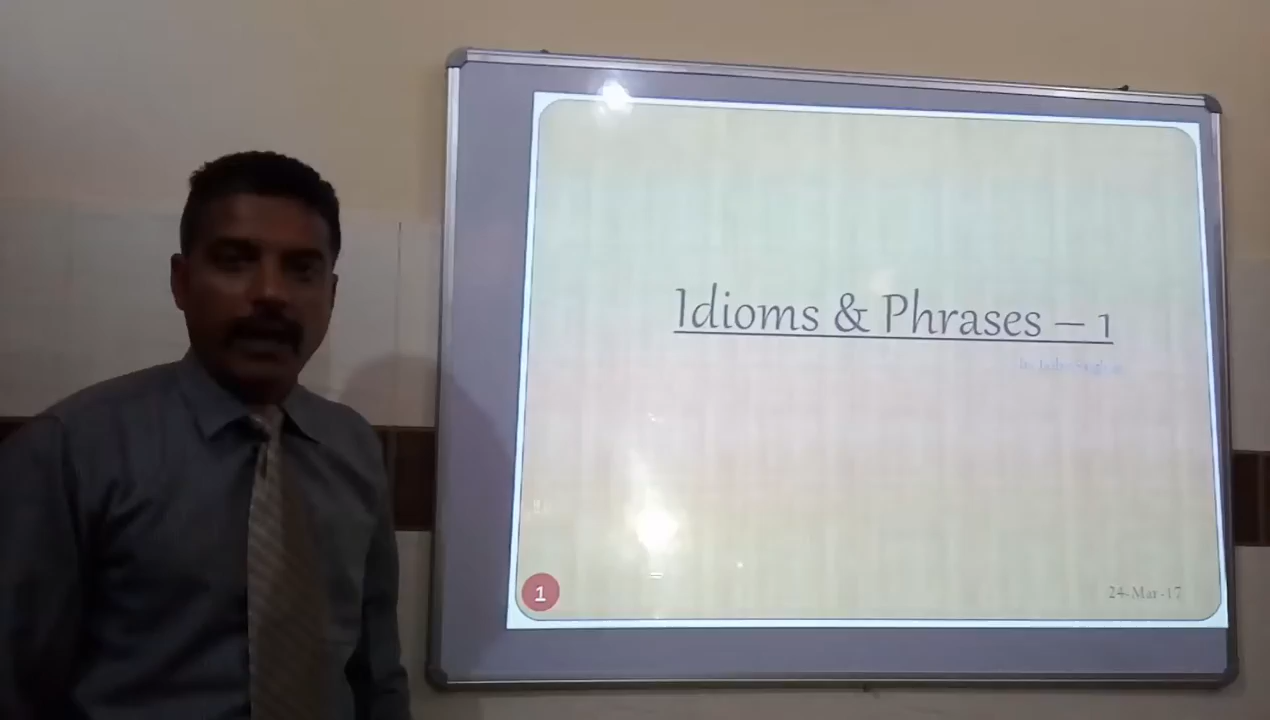 Idioms & Phrases – 1
1
24-Mar-17